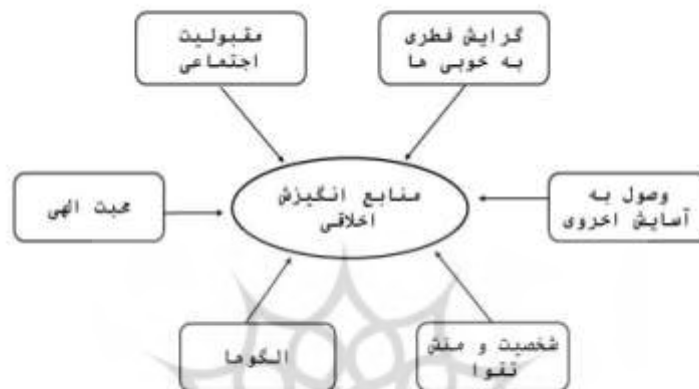 گرایش فطری
به خوبی ها
مقبولیت
اجتماعی
وصول به
آسایش اخروی
منابع انگیزش
اخلاقی
محبت الهی
شخصیت و منش
تقوا
الگوها